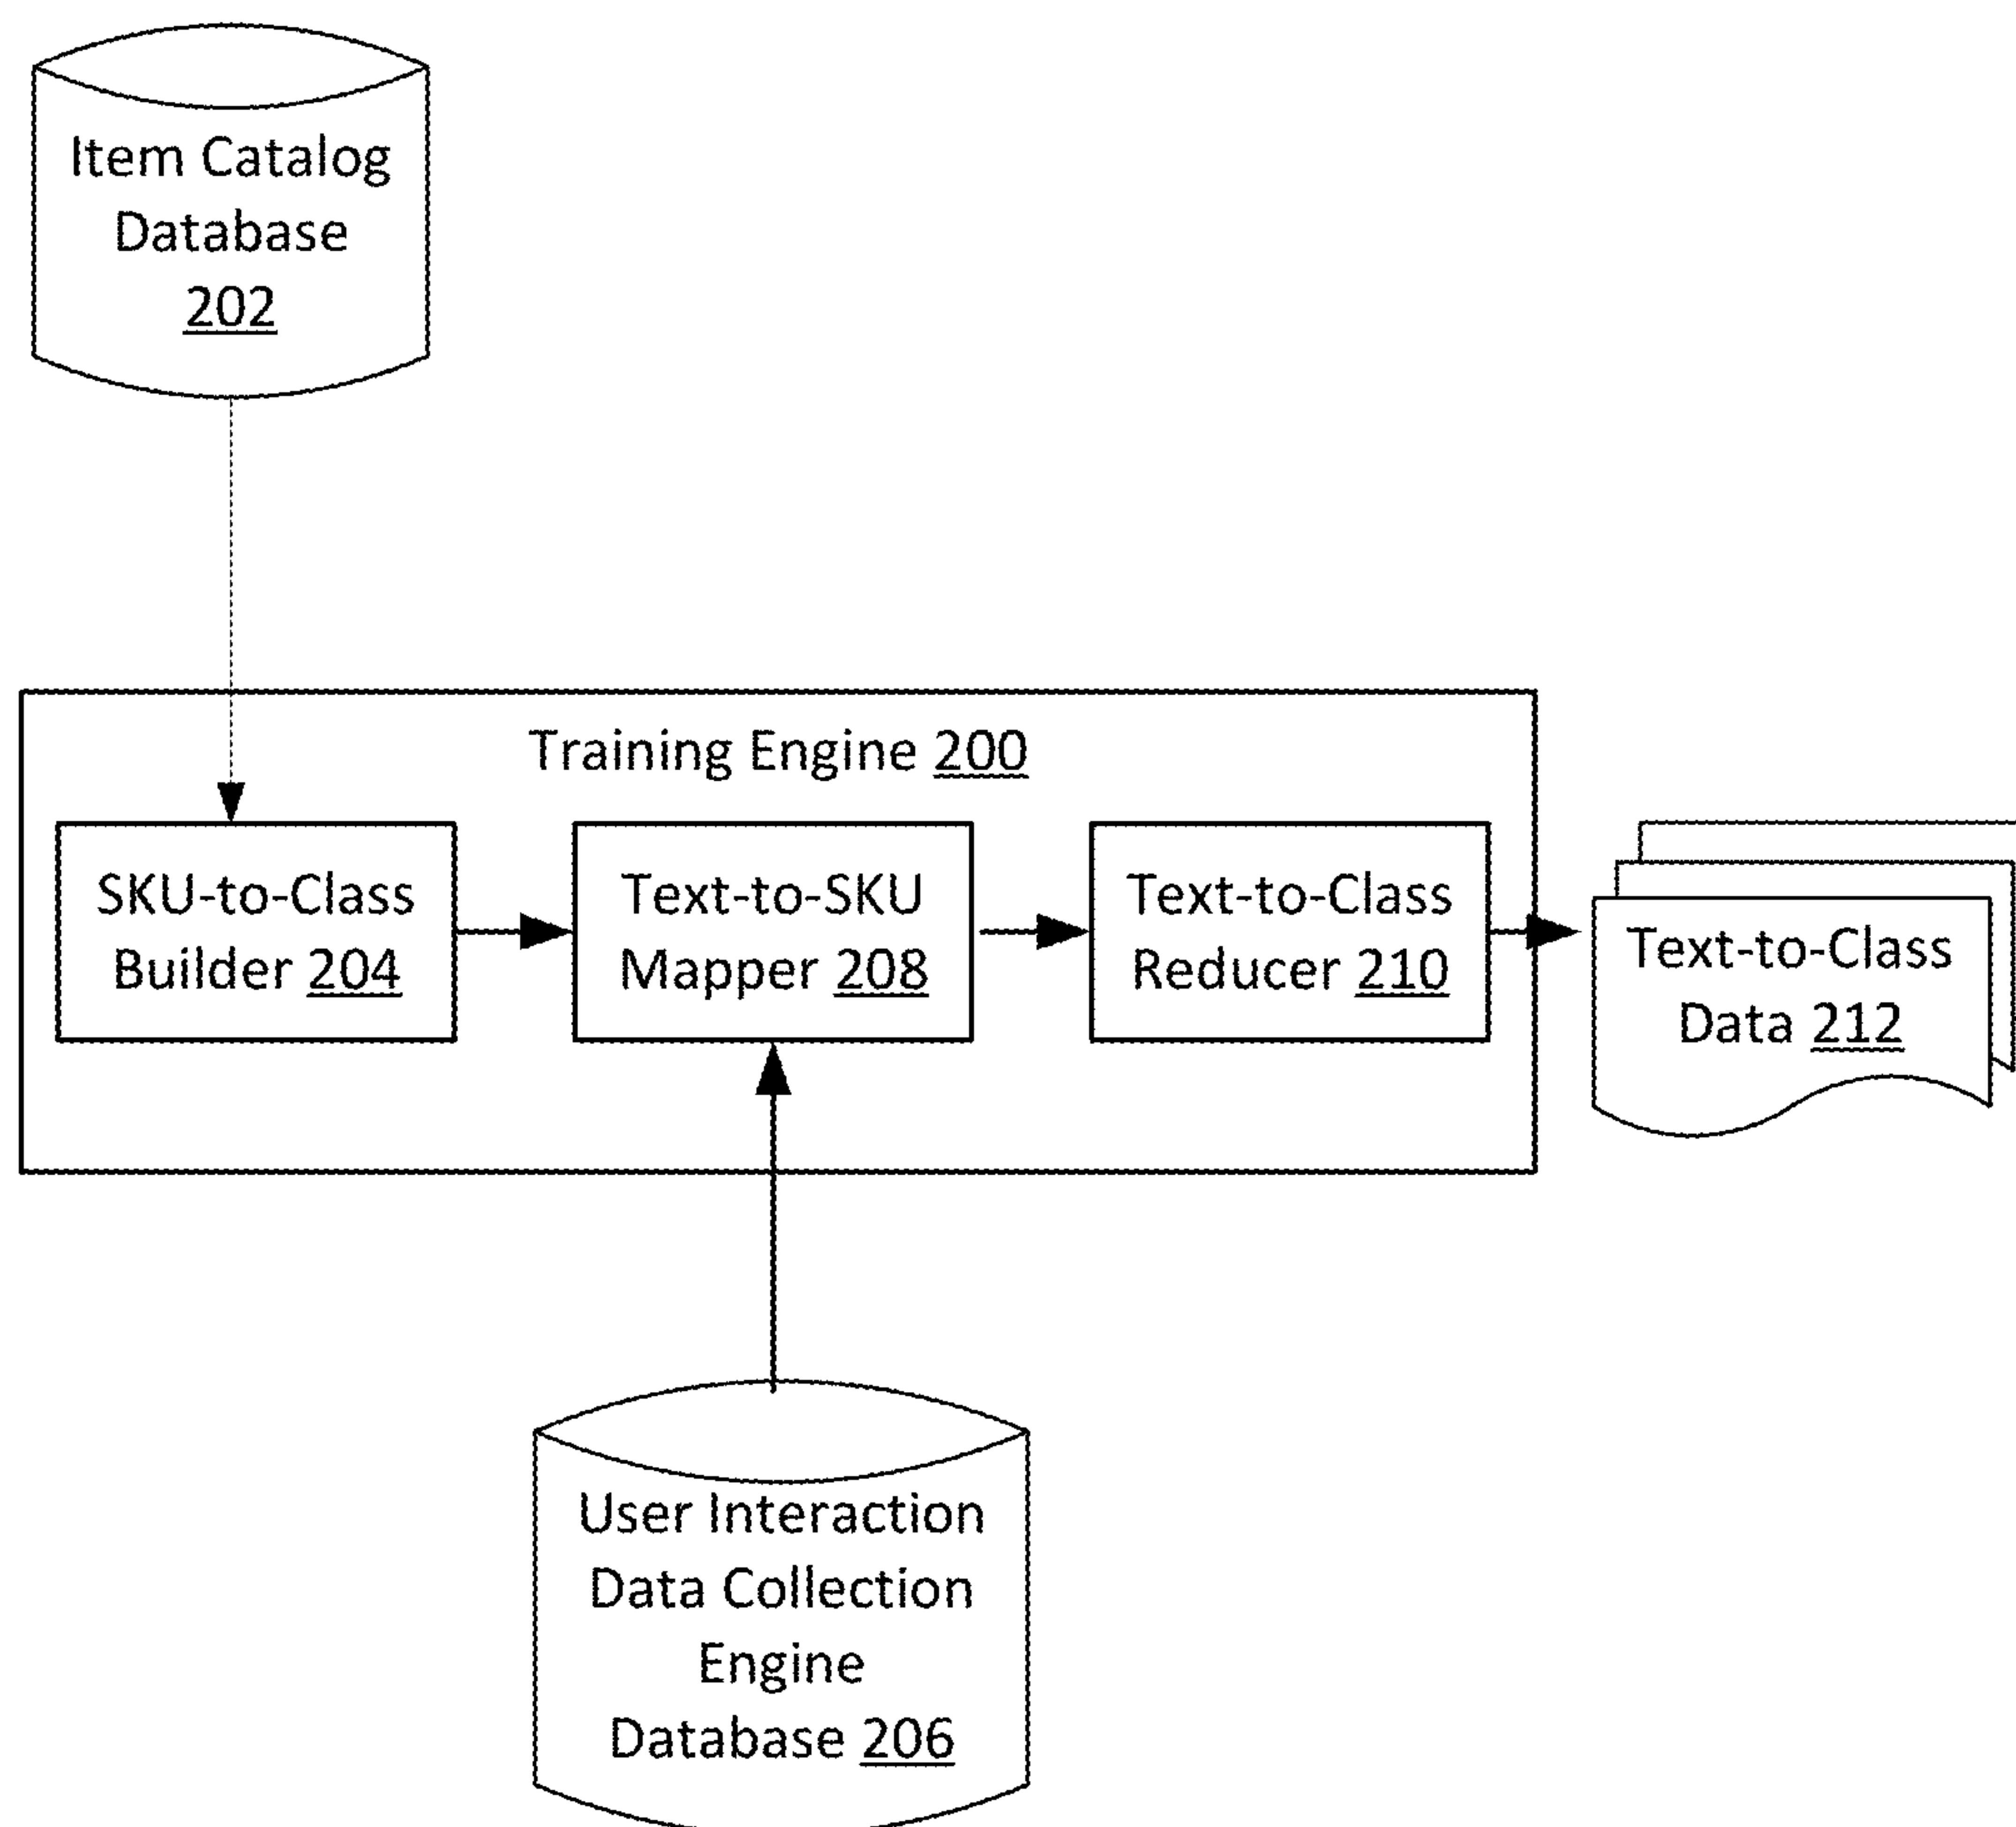 Item Catalog
Database
202
Training Engine 200
SKU-to-Class
Builder 204
Text-to-SKU
Mapper 208
Text-to-Class
Reducer 210
Text-to-Class
Data 212
User Interaction
Data Collection
Engine
Database 206